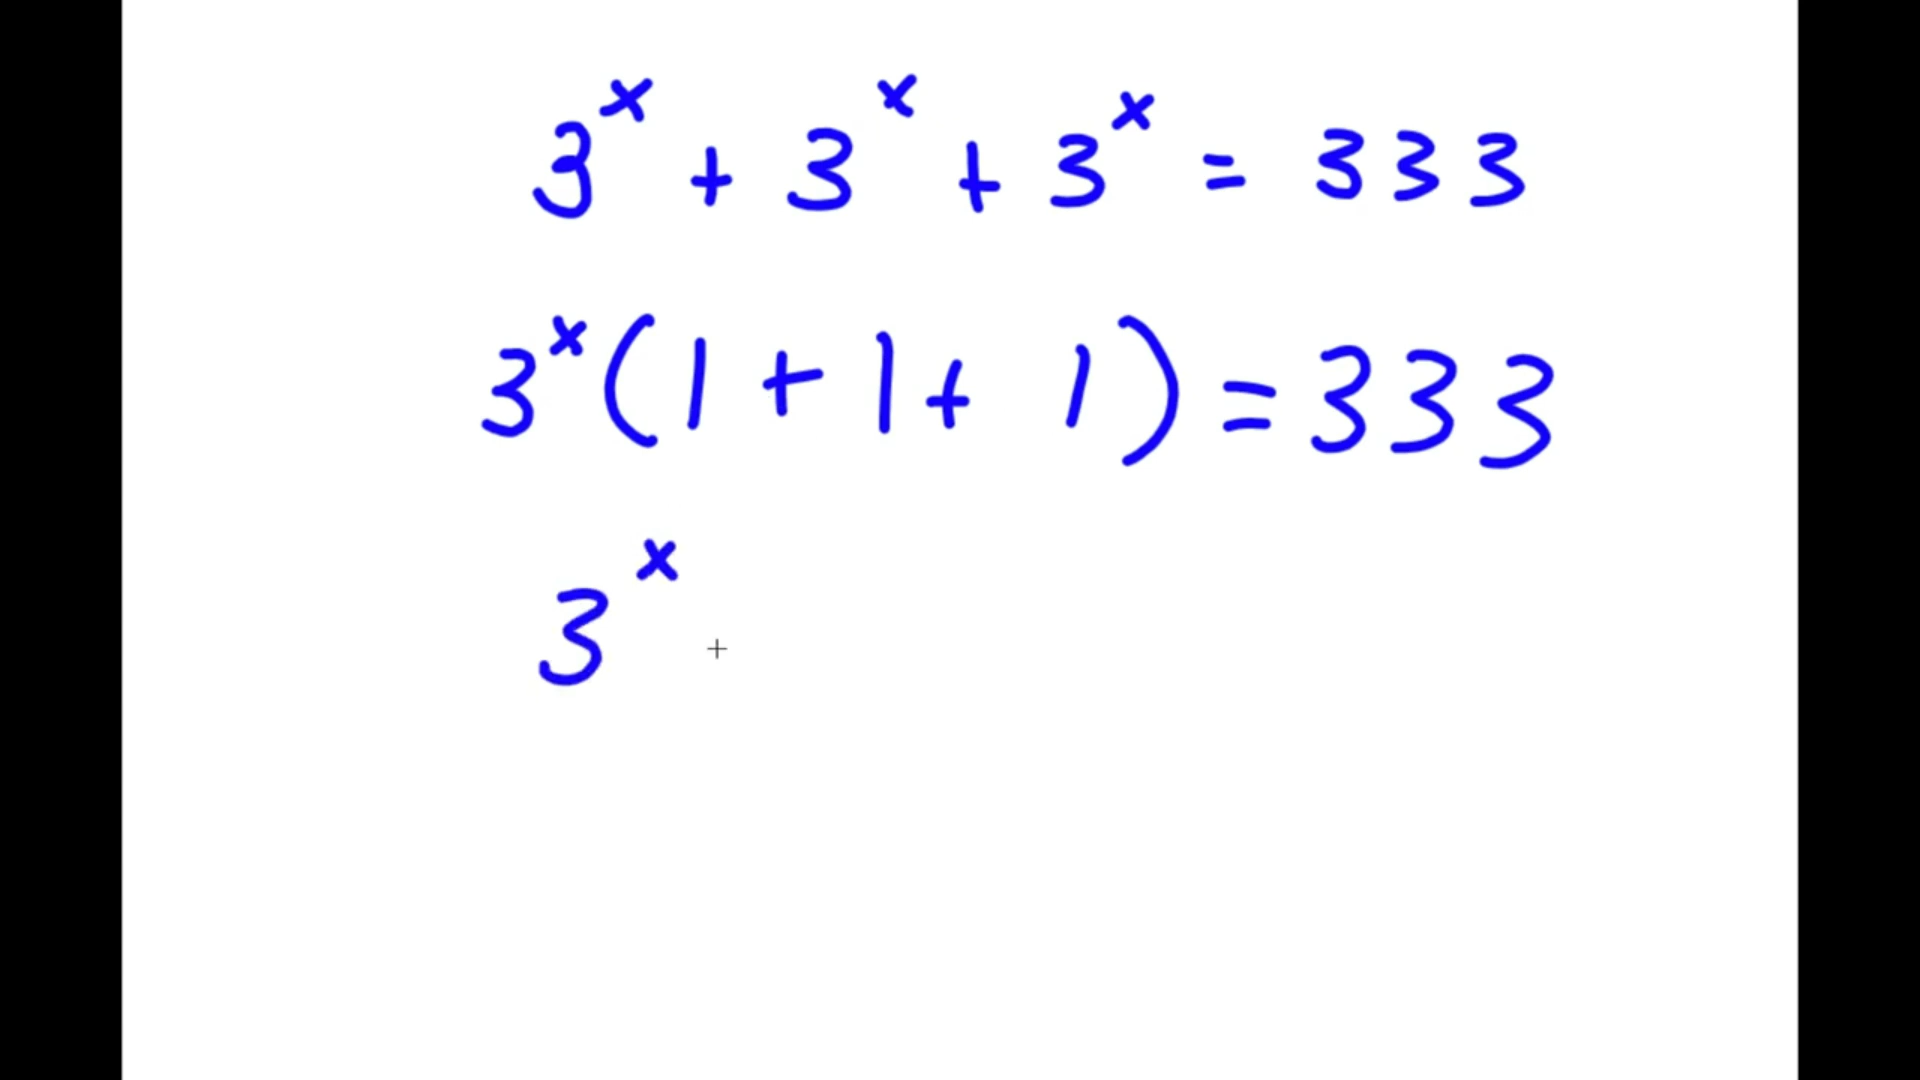 3^x + 3^x + 3^x = 333
3^x (1 + 1 + 1) = 333
3^x